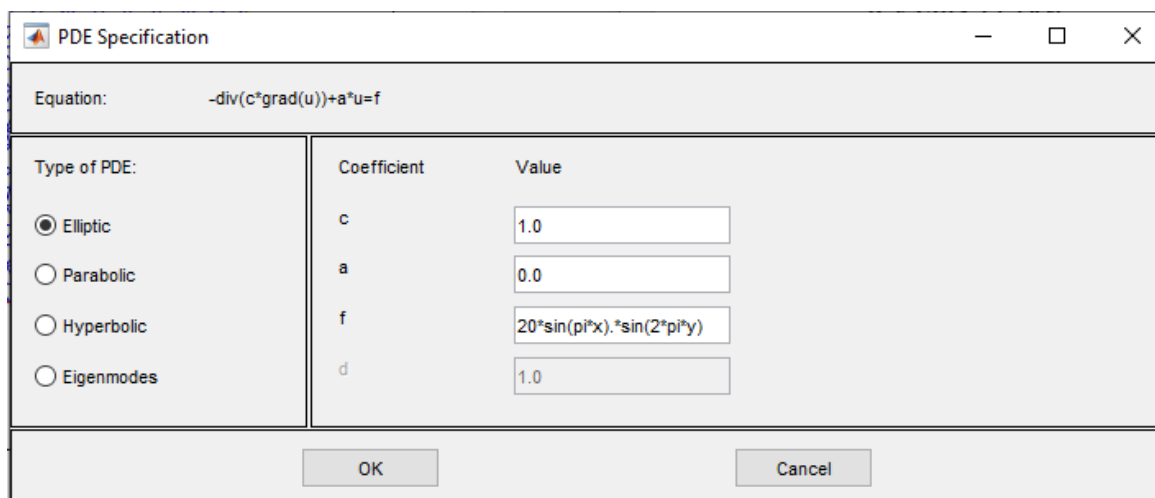 PDE Specification
Equation: -div(c*grad(u))+a*u=f
Type of PDE:
Elliptic
Parabolic
Hyperbolic
Eigenmodes
Coefficient Value
c 1.0
a 0.0
f 20*sin(pi*x).*sin(2*pi*y)
d 1.0
OK Cancel